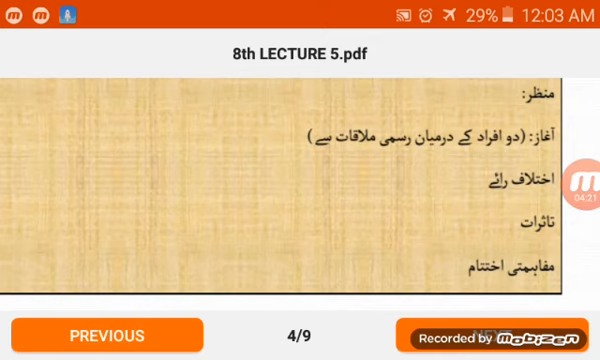 29% 12:03 AM
8th LECTURE 5.pdf
منظر:
آغاز: (دو افراد کے درمیان رسمی ملاقات سے)
اختلاف رائے
تاثرات
مفاہمتی اختتام
04:21
PREVIOUS
4/9
Recorded by MOBIZEN